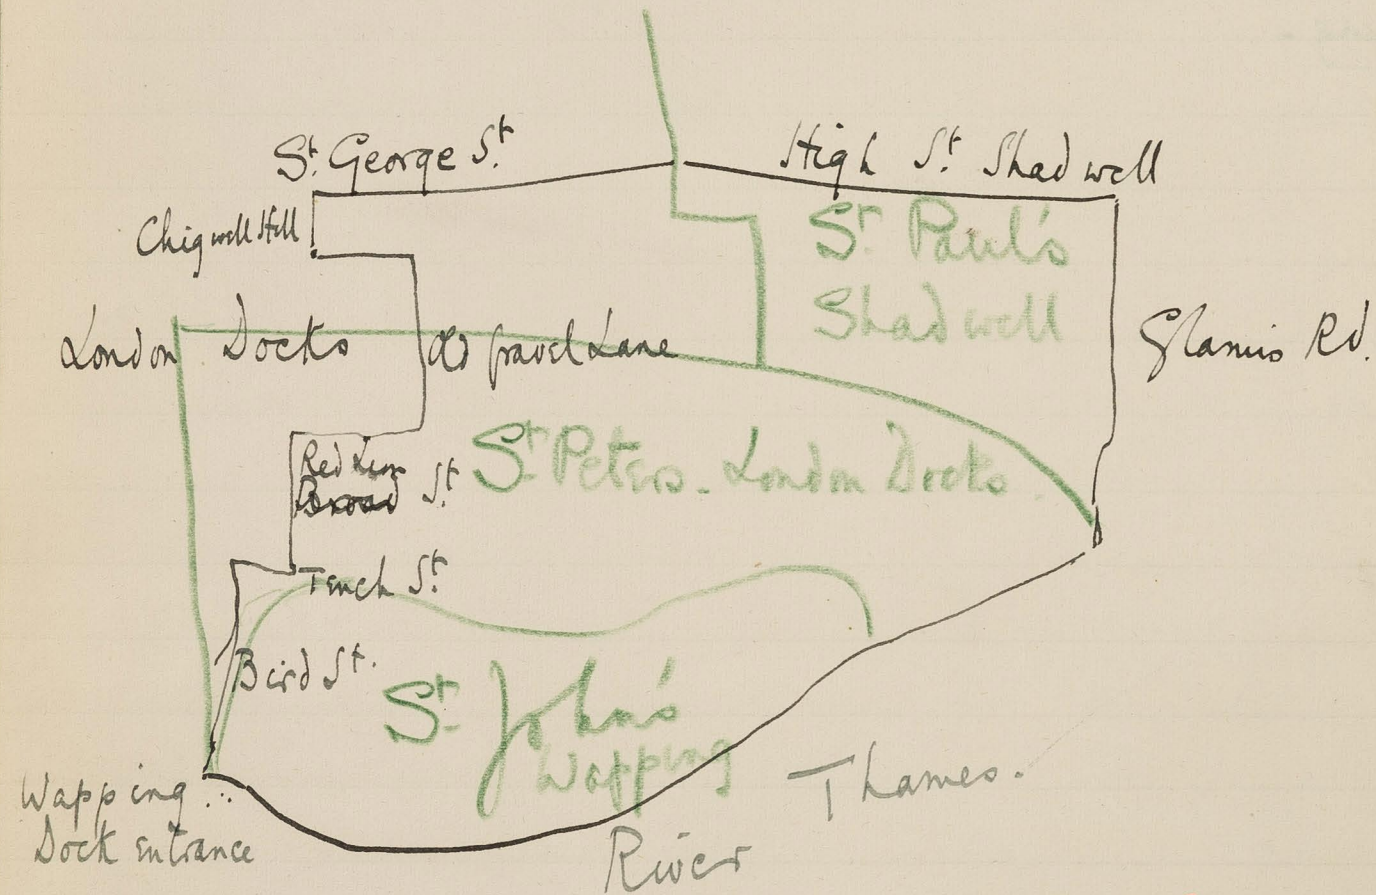 St. George St.
High St. Shadwell
Chigwell Hill
St. Paul's
Shadwell
London Docks
Old Gravel Lane
Glamis Rd.
Red Lion
Broad St.
St. Peters. London Docks
Tench St.
Bird St.
St. John's
Wapping
Thames.
Wapping
Dock Entrance
River